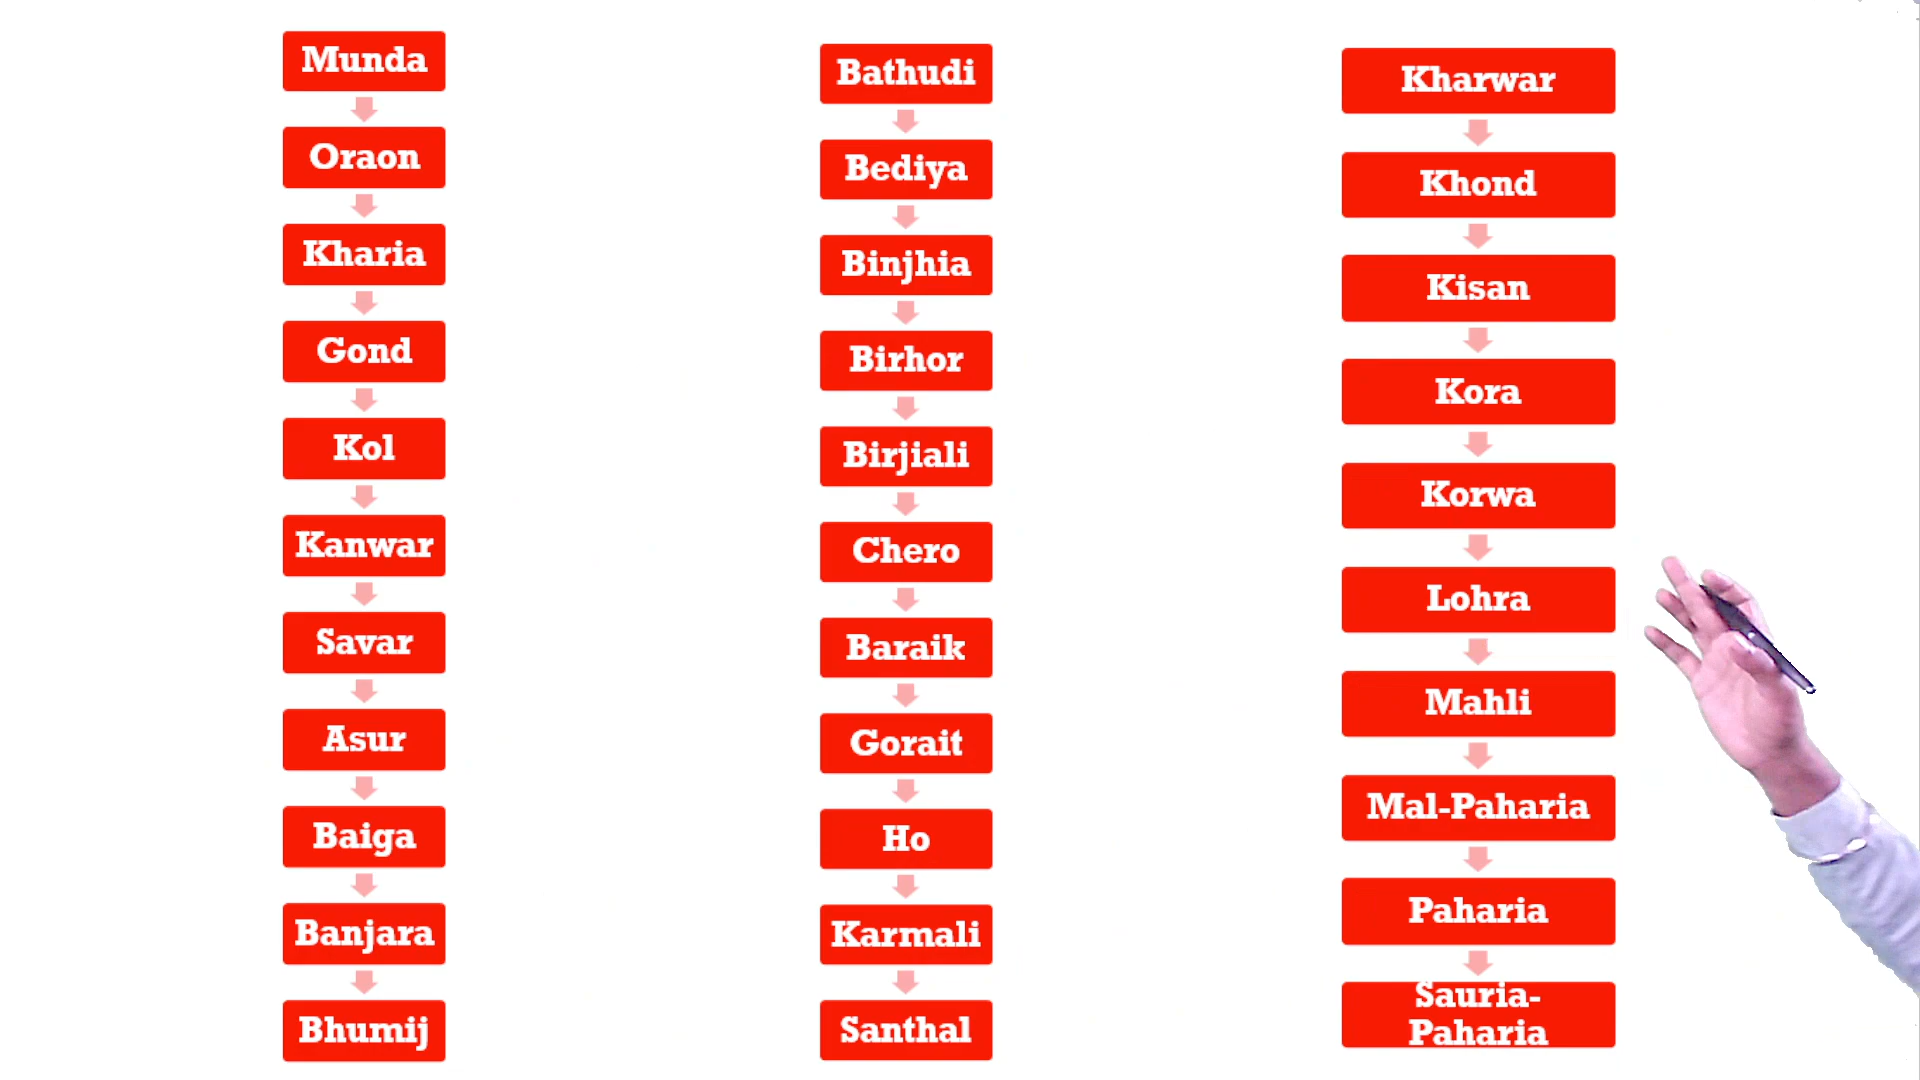 Munda
Oraon
Kharia
Gond
Kol
Kanwar
Savar
Asur
Baiga
Banjara
Bhumij
Bathudi
Bediya
Binjhia
Birhor
Birjiali
Chero
Baraik
Gorait
Ho
Karmali
Santhal
Kharwar
Khond
Kisan
Kora
Korwa
Lohra
Mahli
Mal-Paharia
Paharia
Sauria-
Paharia